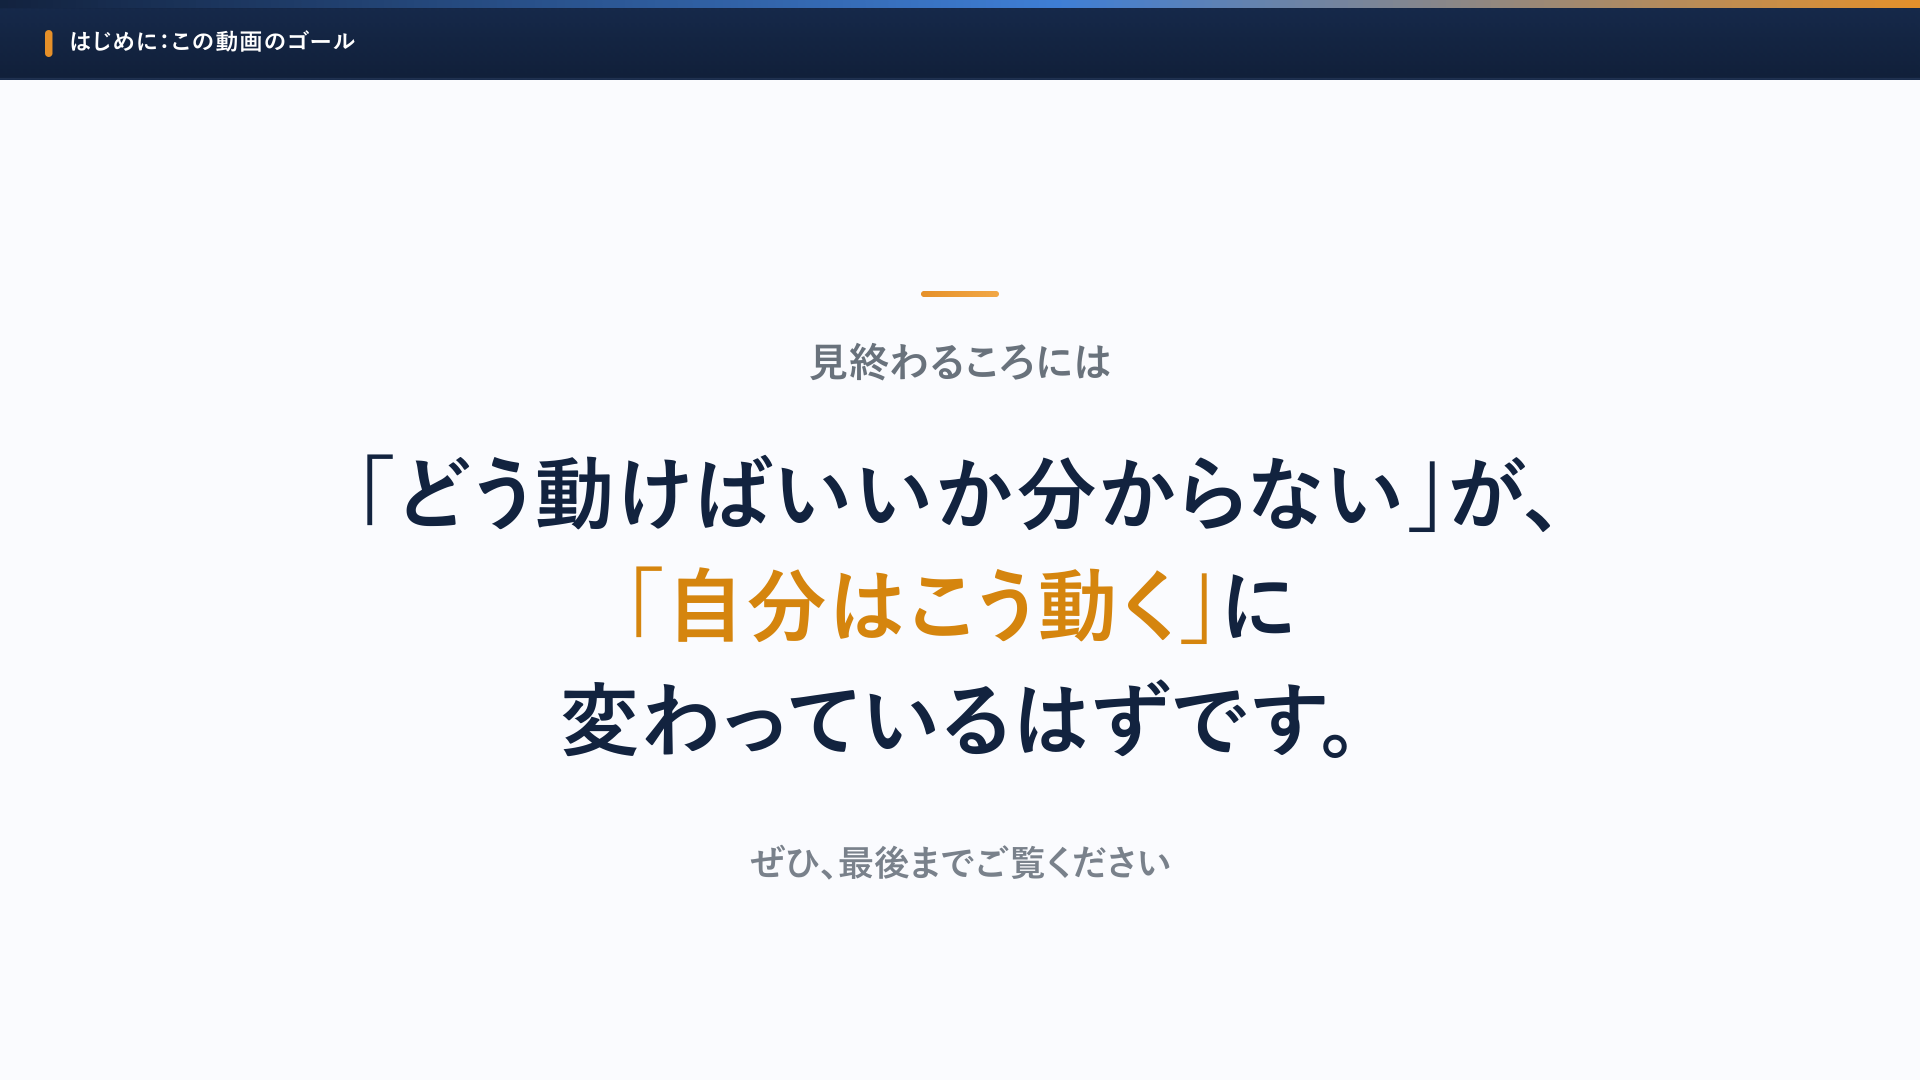 はじめに：この動画のゴール
見終わるころには
「どう動けばいいか分からない」が、
「自分はこう動く」に
変わっているはずです。
ぜひ、最後までご覧ください